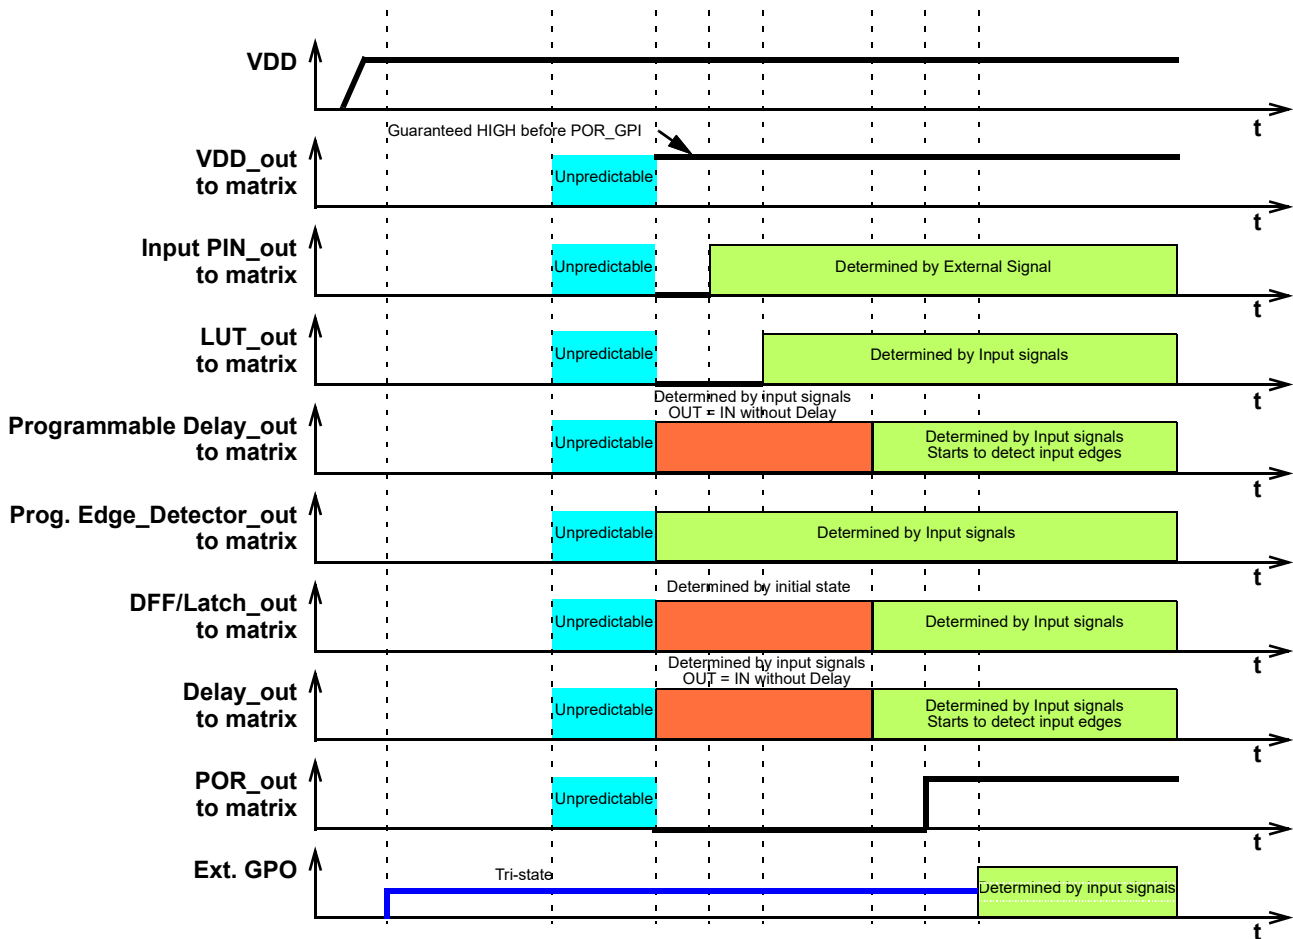 VDD
t
Guaranteed HIGH before POR_GPI
VDD_out
to matrix
Unpredictable
t
Input PIN_out
to matrix
Unpredictable
Determined by External Signal
t
LUT_out
to matrix
Unpredictable
Determined by Input signals
t
Determined by input signals
OUT = IN without Delay
Programmable Delay_out
to matrix
Unpredictable
Determined by Input signals
Starts to detect input edges
t
Prog. Edge_Detector_out
to matrix
Unpredictable
Determined by Input signals
t
Determined by initial state
DFF/Latch_out
to matrix
Unpredictable
Determined by Input signals
t
Determined by input signals
OUT = IN without Delay
Delay_out
to matrix
Unpredictable
Determined by Input signals
Starts to detect input edges
t
POR_out
to matrix
Unpredictable
t
Ext. GPO
Tri-state
Determined by input signals
t